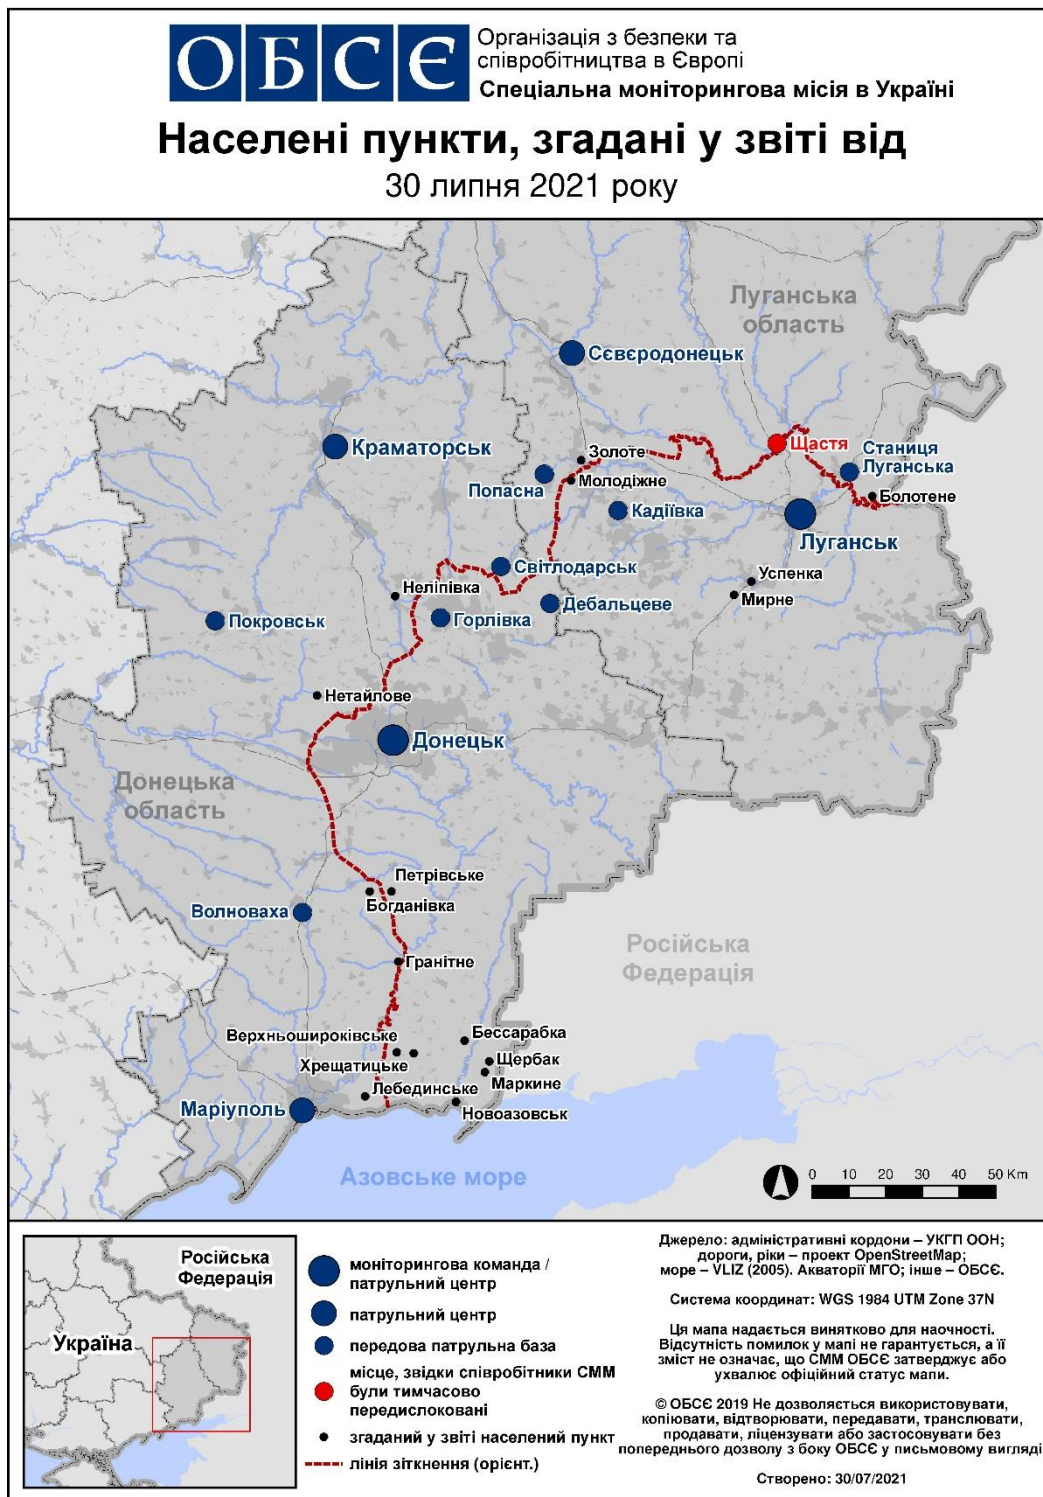 ОБСЄ
Організація з безпеки та
співробітництва в Європі
Спеціальна моніторингова місія в Україні
Населені пункти, згадані у звіті від
30 липня 2021 року
Луганська
область
Сєвєродонецьк
Краматорськ
Золоте
Щастя
Станиця
Луганська
Попасна
Молодіжне
Болотене
Кадіївка
Луганськ
Світлодарськ
Успенка
Неліпівка
Мирне
Дебальцеве
Покровськ
Горлівка
Нетайлове
Донецьк
Донецька
область
Петрівське
Богданівка
Волноваха
Російська
Федерація
Гранітне
Верхньошироківське
Бессарабка
Хрещатицьке
Щербак
Маркине
Лебединське
Маріуполь
Новоазовськ
Азовське море
0 10 20 30 40 50 Km
Російська
Федерація
Україна
моніторингова команда /
патрульний центр
патрульний центр
передова патрульна база
місце, звідки співробітники СММ
були тимчасово
передислоковані
згаданий у звіті населений пункт
лінія зіткнення (орієнт.)
Джерело: адміністративні кордони – УКГП ООН;
дороги, ріки – проект OpenStreetMap;
море – VLIZ (2005). Акваторії МГО; інше – ОБСЄ.
Система координат: WGS 1984 UTM Zone 37N
Ця мапа надається винятково для наочності.
Відсутність помилок у мапі не гарантується, а її
зміст не означає, що СММ ОБСЄ затверджує або
ухвалює офіційний статус мапи.
© ОБСЄ 2019 Не дозволяється використовувати,
копіювати, відтворювати, передавати, транслювати,
продавати, ліцензувати або застосовувати без
попереднього дозволу з боку ОБСЄ у письмовому вигляді
Створено: 30/07/2021